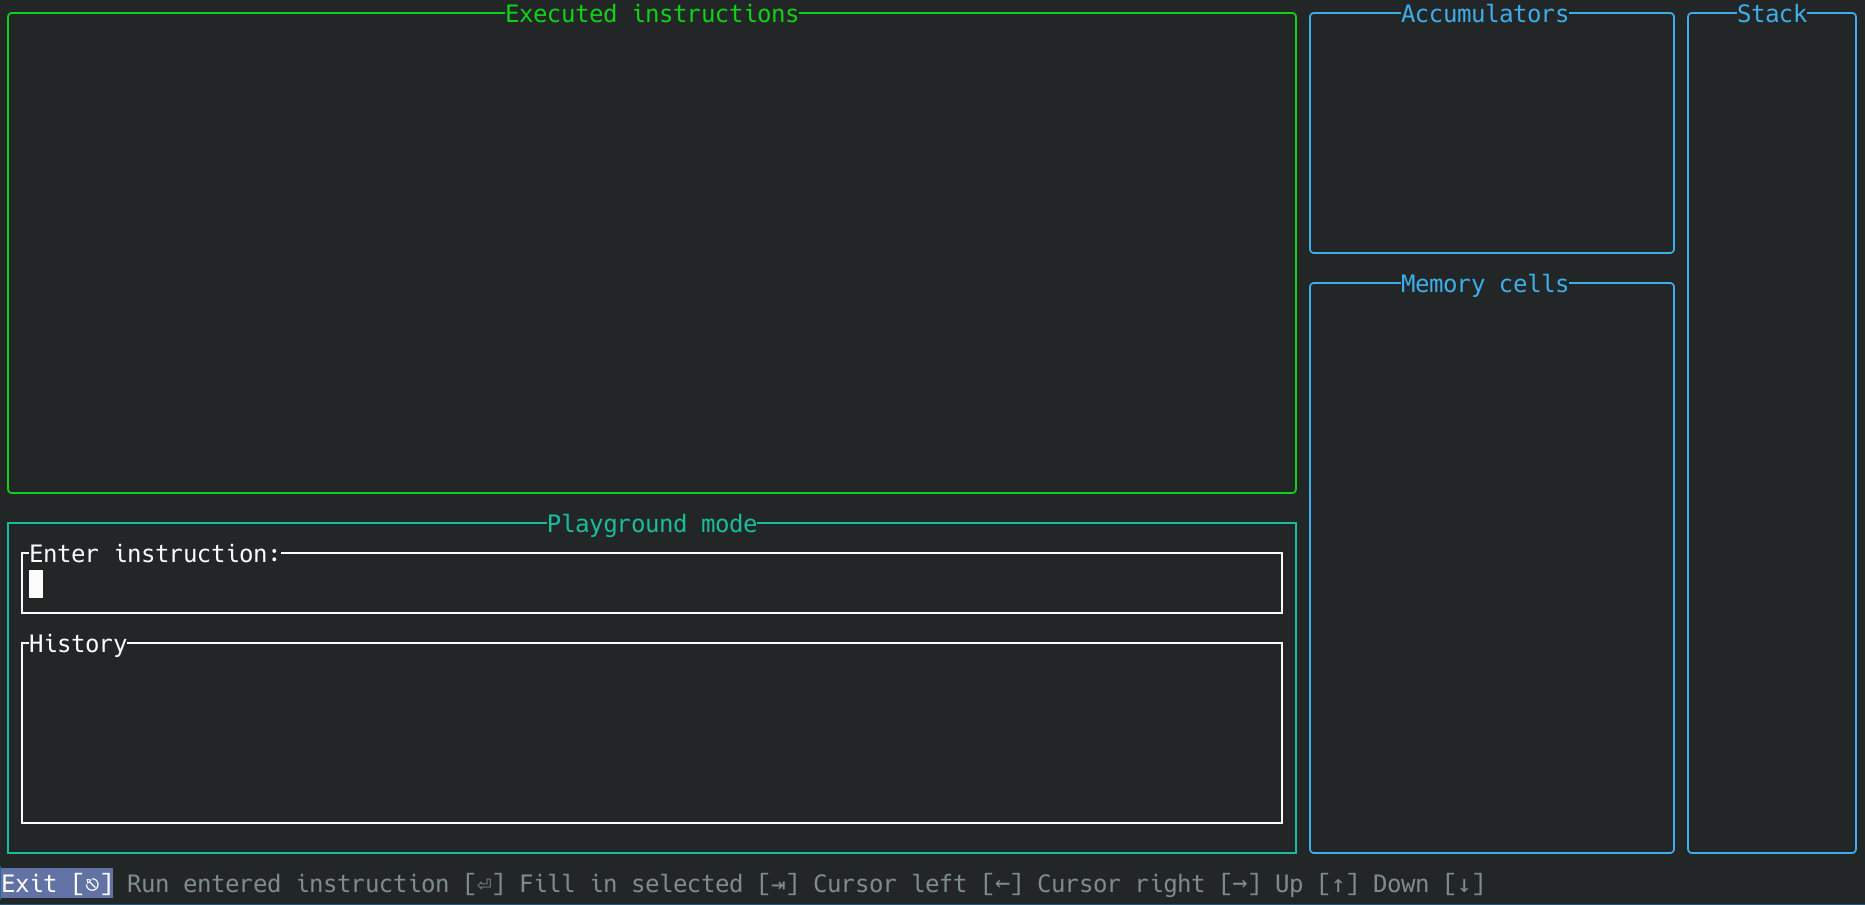 Executed instructions
Accumulators
Stack
Memory cells
Playground mode
Enter instruction:
History
Exit [⎋] Run entered instruction [⏎] Fill in selected [⇥] Cursor left [←] Cursor right [→] Up [↑] Down [↓]